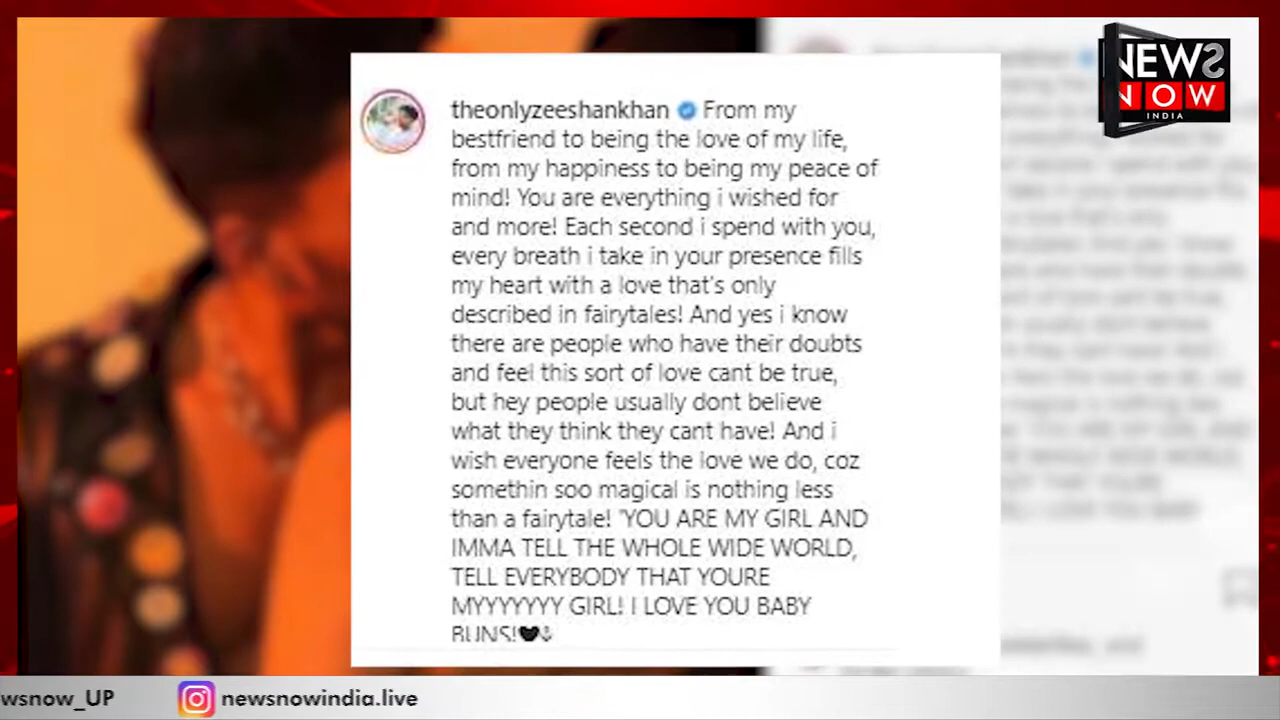 NEWS
NOW
INDIA
theonlyzeeshankhan From my
bestfriend to being the love of my life,
from my happiness to being my peace of
mind! You are everything i wished for
and more! Each second i spend with you,
every breath i take in your presence fills
my heart with a love that's only
described in fairytales! And yes i know
there are people who have their doubts
and feel this sort of love cant be true,
but hey people usually dont believe
what they think they cant have! And i
wish everyone feels the love we do, coz
somethin soo magical is nothing less
than a fairytale! 'YOU ARE MY GIRL AND
IMMA TELL THE WHOLE WIDE WORLD,
TELL EVERYBODY THAT YOURE
MYYYYYYY GIRL! I LOVE YOU BABY
BUNS!🖤
wsnow_UP newsnowindia.live